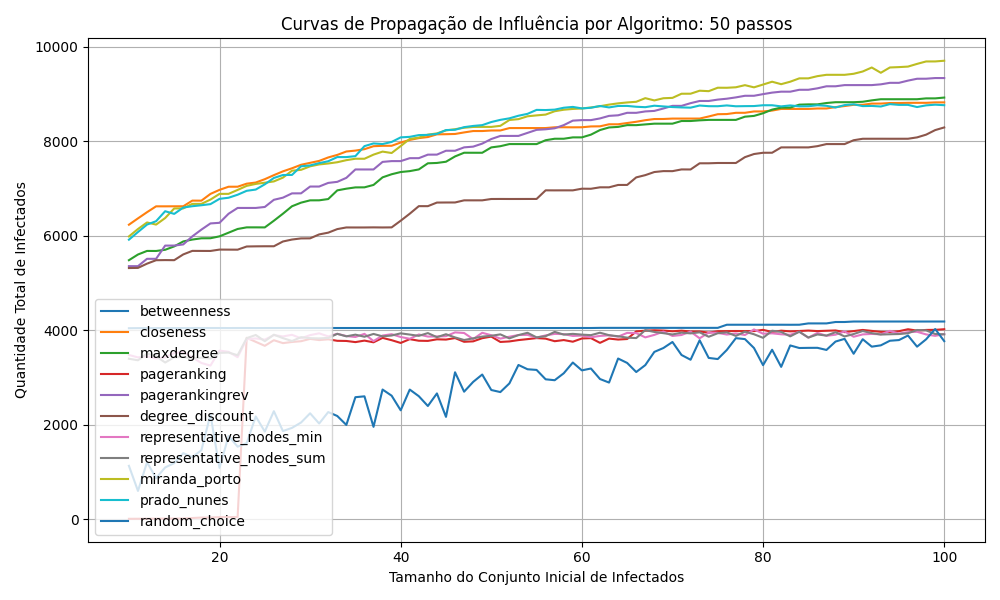 Curvas de Propagação de Influência por Algoritmo: 50 passos
Quantidade Total de Infectados
10000
8000
6000
4000
2000
0
betweenness
closeness
maxdegree
pageranking
pagerankingrev
degree_discount
representative_nodes_min
representative_nodes_sum
miranda_porto
prado_nunes
random_choice
20
40
60
80
100
Tamanho do Conjunto Inicial de Infectados